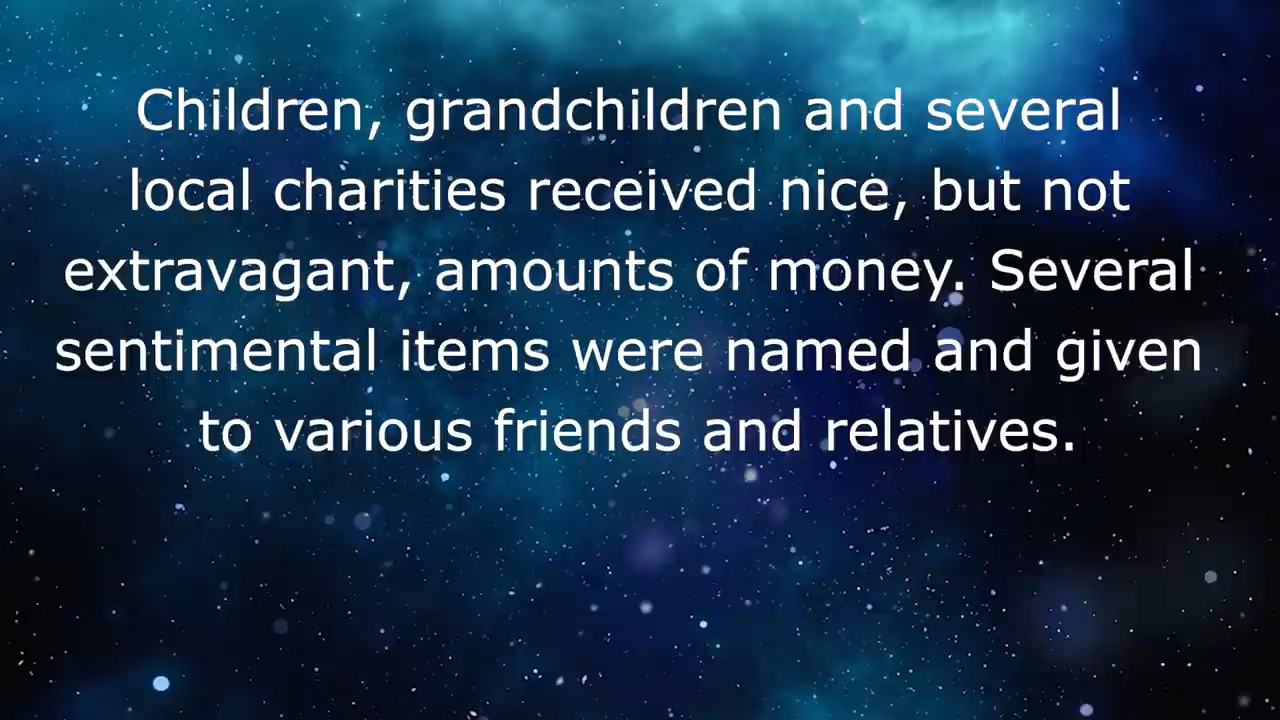 Children, grandchildren and several
local charities received nice, but not
extravagant, amounts of money. Several
sentimental items were named and given
to various friends and relatives.